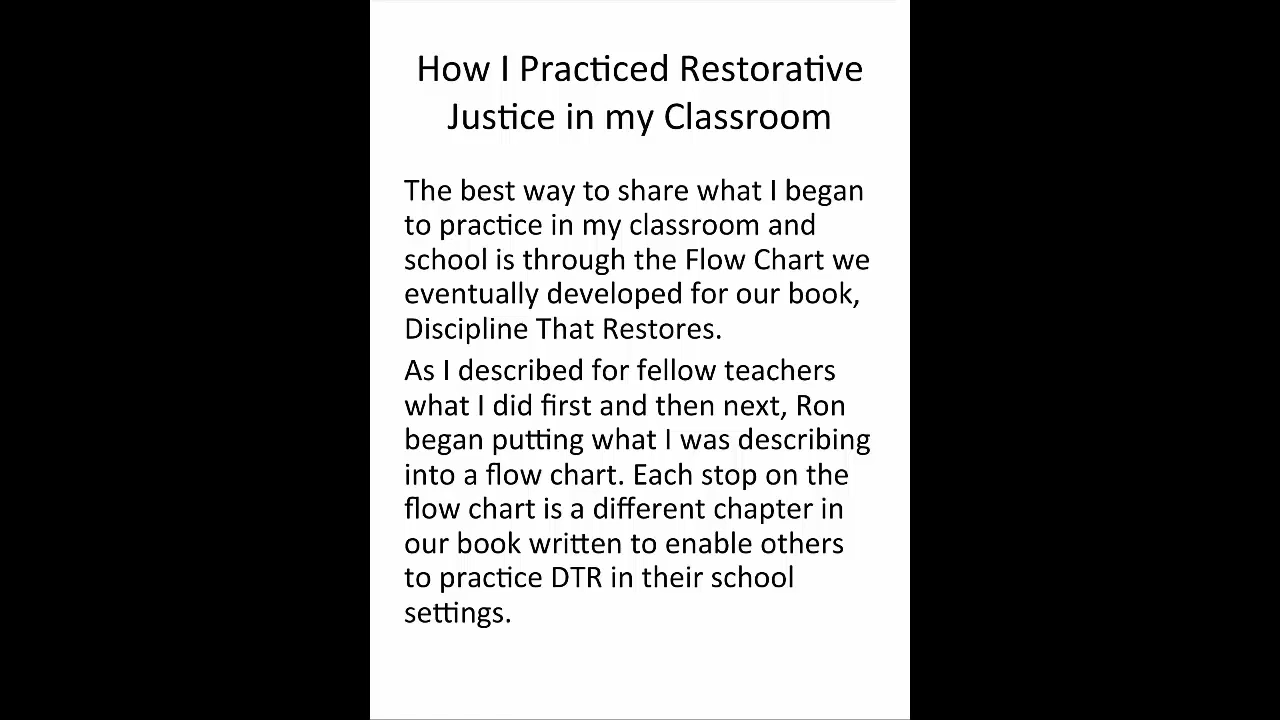 How I Practiced Restorative
Justice in my Classroom
The best way to share what I began
to practice in my classroom and
school is through the Flow Chart we
eventually developed for our book,
Discipline That Restores.
As I described for fellow teachers
what I did first and then next, Ron
began putting what I was describing
into a flow chart. Each stop on the
flow chart is a different chapter in
our book written to enable others
to practice DTR in their school
settings.